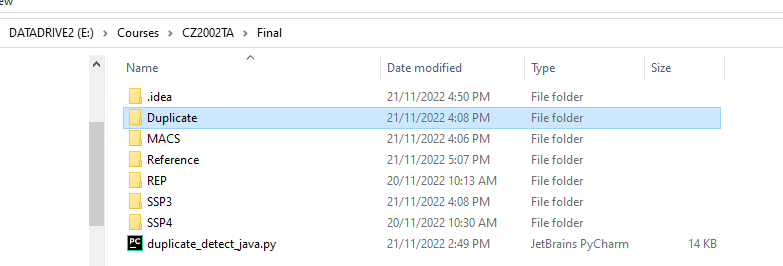 ew
DATADRIVE2 (E:) > Courses > CZ2002TA > Final
Name Date modified Type Size
.idea 21/11/2022 4:50 PM File folder
Duplicate 21/11/2022 4:08 PM File folder
MACS 21/11/2022 4:06 PM File folder
Reference 21/11/2022 5:07 PM File folder
REP 20/11/2022 10:13 AM File folder
SSP3 21/11/2022 4:08 PM File folder
SSP4 20/11/2022 10:30 AM File folder
PC duplicate_detect_java.py 21/11/2022 2:49 PM JetBrains PyCharm 14 KB